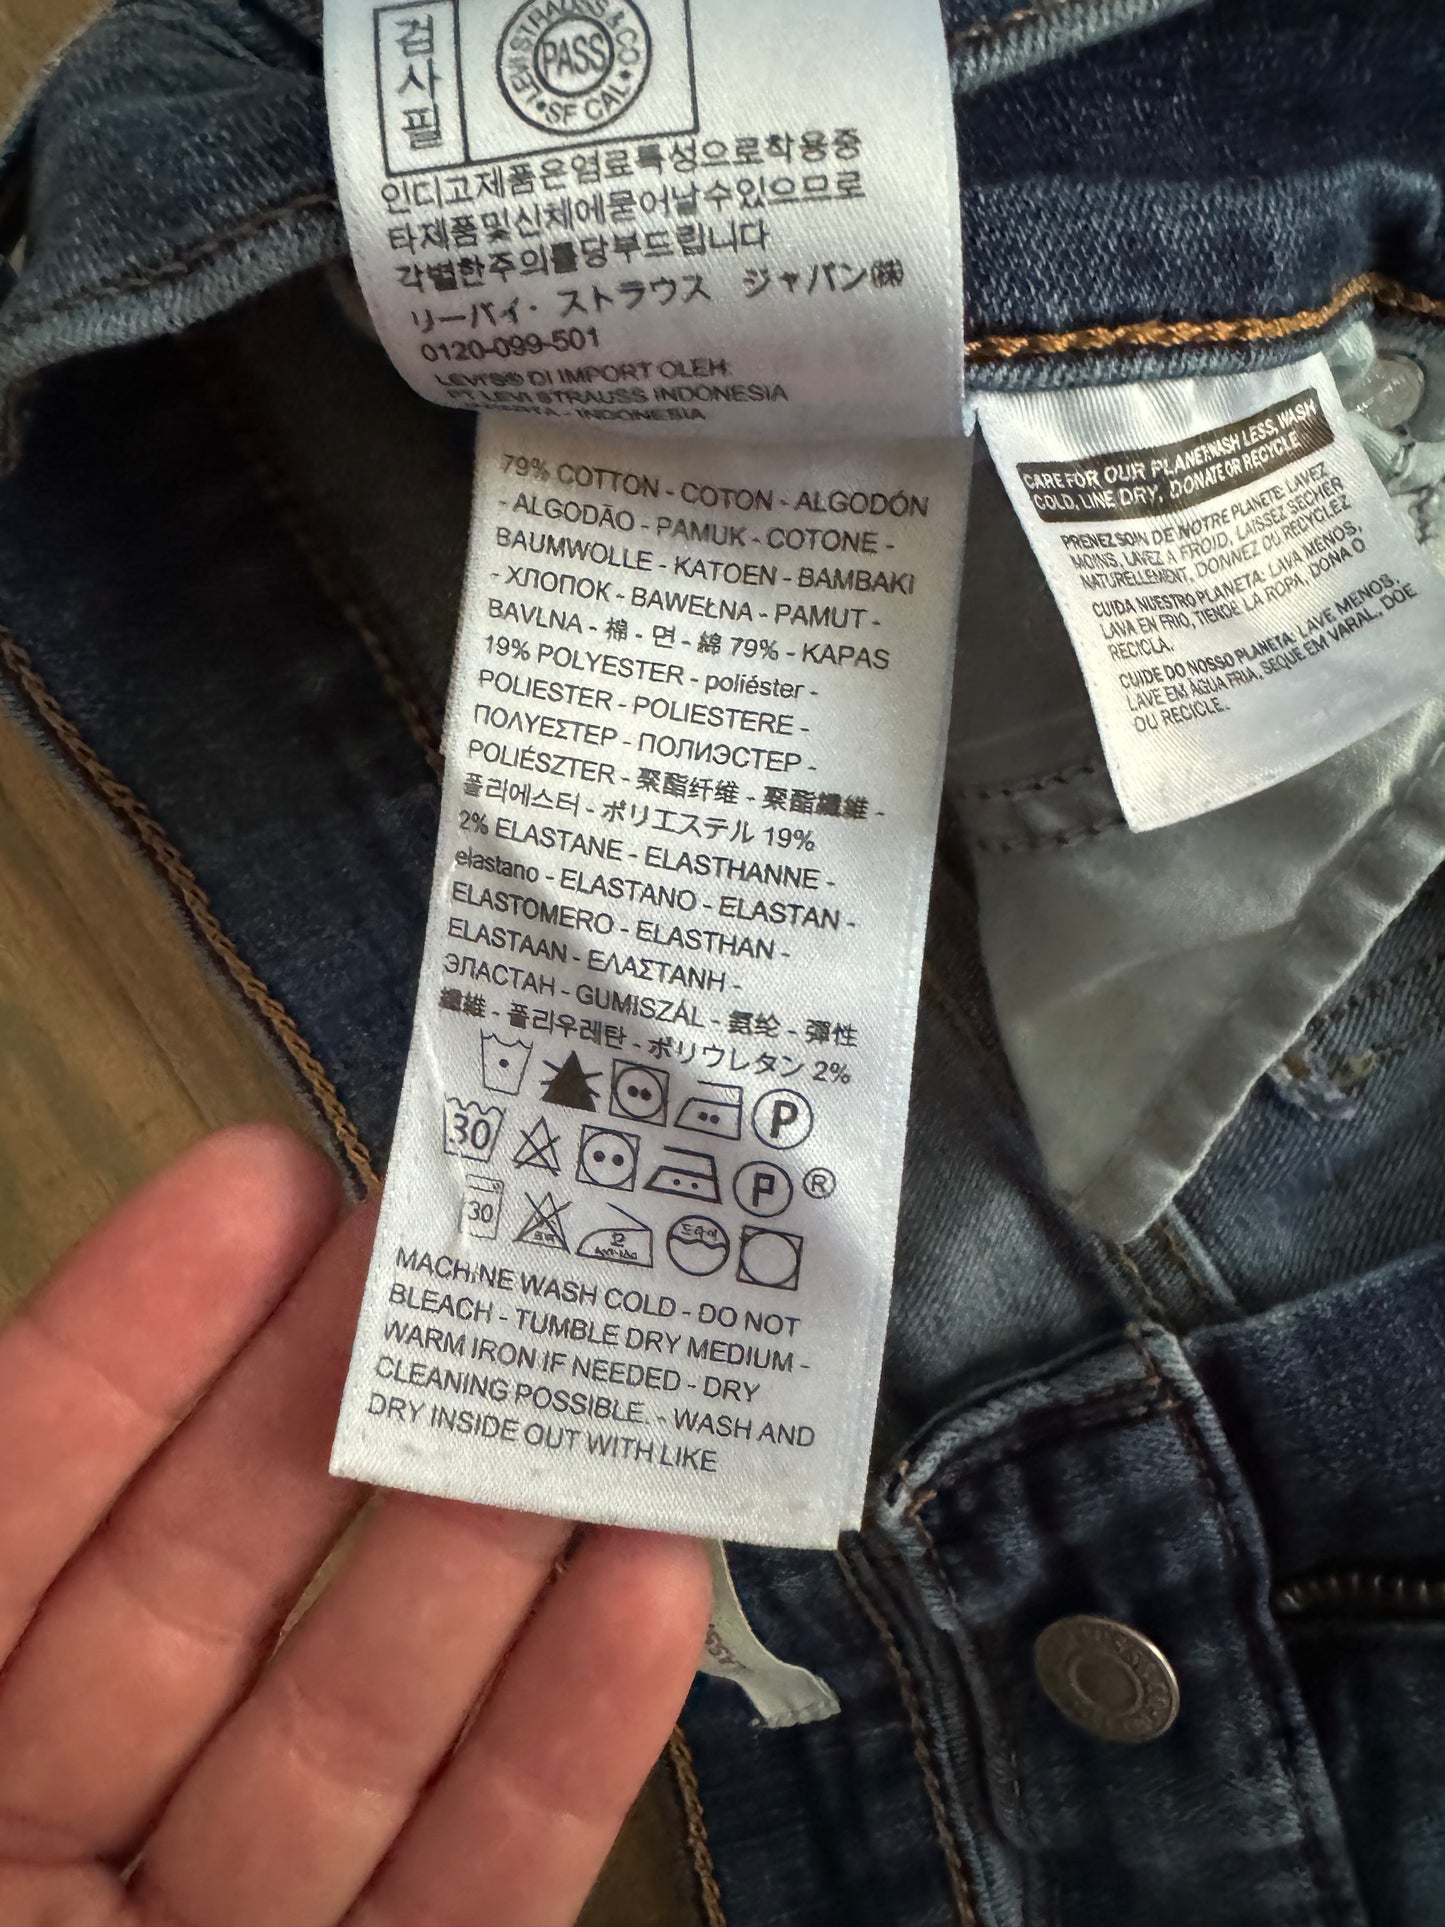 검사필
LEVI STRAUSS & CO
PASS
SF CAL
인디고제품은염료특성으로착용중
타제품및신체에묻어날수있으므로
각별한주의를당부드립니다
リーバイ・ストラウス ジャパン㈱
0120-099-501
LEVI'S® DI IMPORT OLEH
PT LEVI STRAUSS INDONESIA
- INDONESIA
79% COTTON - COTON - ALGODÓN
- ALGODÃO - PAMUK - COTONE -
BAUMWOLLE - KATOEN - BAMBAKI
- ХЛОПОК - BAWEŁNA - PAMUT -
BAVLNA - 棉 - 면 - 綿 79% - KAPAS
19% POLYESTER - poliéster -
POLIESTER - POLIESTERE -
ΠΟΛΥΕΣΤΕΡ - ПОЛИЭСТЕР -
POLIÉSZTER - 聚酯纤维 - 聚酯纖維 -
폴리에스터 - ポリエステル 19%
2% ELASTANE - ELASTHANNE -
elastano - ELASTANO - ELASTAN -
ELASTOMERO - ELASTHAN -
ELASTAAN - ΕΛΑΣΤΑΝΗ -
ЭЛАСТАН - GUMISZÁL - 氨纶 - 彈性
纖維 - 폴리우레탄 - ポリウレタン 2%
P
30
P ®
30
드라이
MACHINE WASH COLD - DO NOT
BLEACH - TUMBLE DRY MEDIUM -
WARM IRON IF NEEDED - DRY
CLEANING POSSIBLE. - WASH AND
DRY INSIDE OUT WITH LIKE
CARE FOR OUR PLANET: WASH LESS, WASH
COLD, LINE DRY, DONATE OR RECYCLE.
PRENEZ SOIN DE NOTRE PLANETE: LAVEZ
MOINS, LAVEZ A FROID, LAISSEZ SECHER
NATURELLEMENT, DONNEZ OU RECYCLEZ
CUIDA NUESTRO PLANETA: LAVA MENOS,
LAVA EN FRIO, TIENDE LA ROPA, DONA O
RECICLA.
CUIDE DO NOSSO PLANETA: LAVE MENOS,
LAVE EM ÁGUA FRIA, SEQUE EM VARAL, DOE
OU RECICLE.